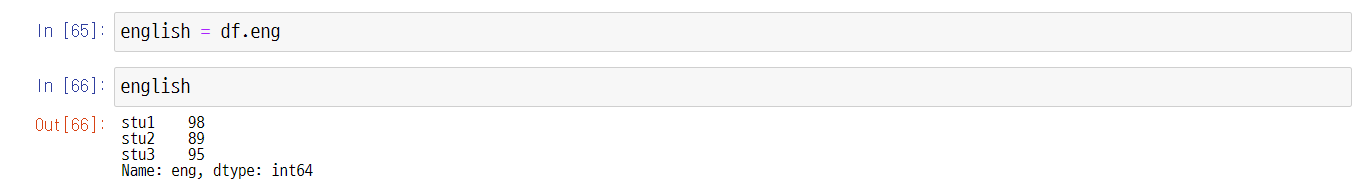 In [65]: english = df.eng
In [66]: english
Out[66]:
stu1    98
stu2    89
stu3    95
Name: eng, dtype: int64